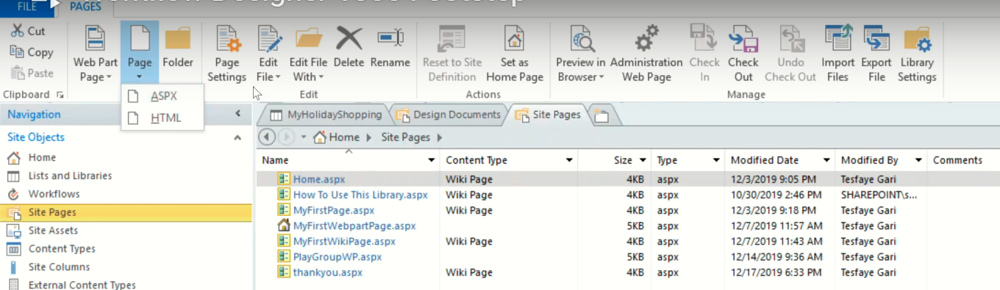 FILE PAGES
Cut
Copy
Paste
Clipboard
Web Part Page
Page
Folder
ASPX
HTML
Page Settings
Edit File
Edit File With
Delete
Rename
Edit
Reset to Site Definition
Set as Home Page
Actions
Preview in Browser
Administration Web Page
Check In
Check Out
Undo Check Out
Import Files
Export File
Library Settings
Manage
Navigation
Site Objects
Home
Lists and Libraries
Workflows
Site Pages
Site Assets
Content Types
Site Columns
External Content Types
MyHolidayShopping Design Documents Site Pages
Home Site Pages
Name Content Type Size Type Modified Date Modified By Comments
Home.aspx Wiki Page 4KB aspx 12/3/2019 9:05 PM Tesfaye Gari
How To Use This Library.aspx Wiki Page 4KB aspx 10/30/2019 2:46 PM SHAREPOINT\s...
MyFirstPage.aspx Wiki Page 4KB aspx 12/3/2019 9:18 PM Tesfaye Gari
MyFirstWebpartPage.aspx 5KB aspx 12/7/2019 11:57 AM Tesfaye Gari
MyFirstWikiPage.aspx Wiki Page 4KB aspx 12/7/2019 11:43 AM Tesfaye Gari
PlayGroupWP.aspx 5KB aspx 12/14/2019 9:36 AM Tesfaye Gari
thankyou.aspx Wiki Page 4KB aspx 12/17/2019 6:33 PM Tesfaye Gari